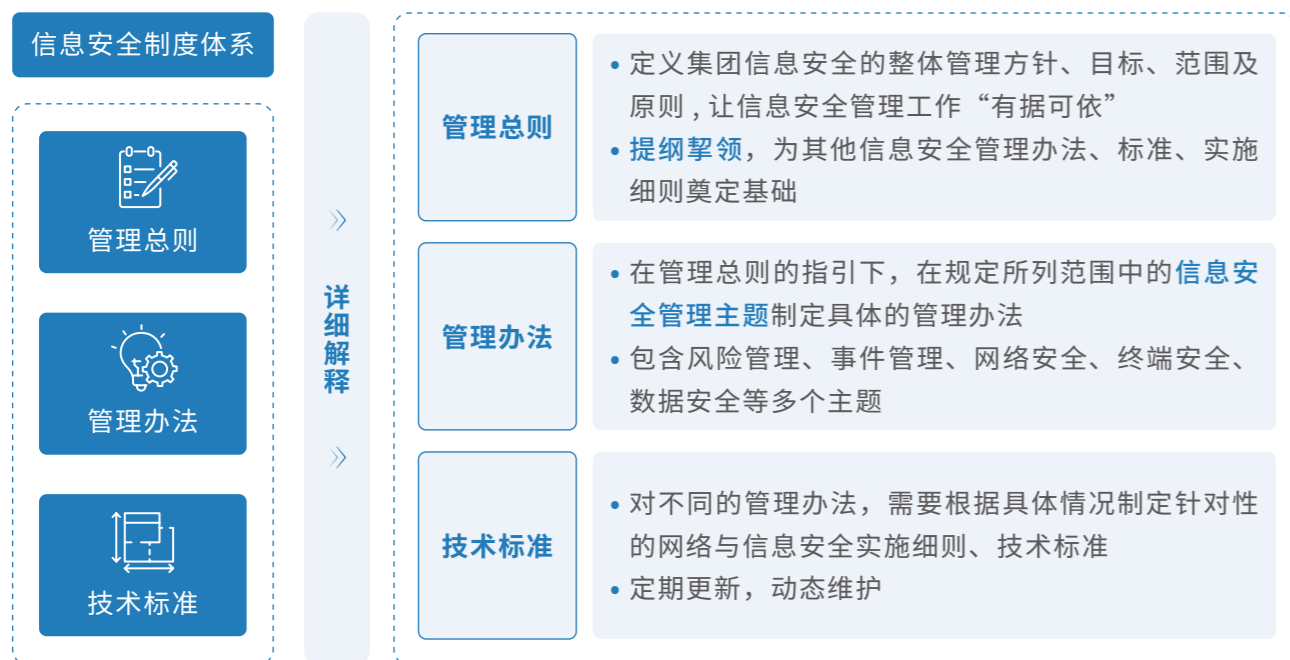 信息安全制度体系
管理总则
管理办法
技术标准
详细解释
管理总则
• 定义集团信息安全的整体管理方针、目标、范围及
原则 , 让信息安全管理工作“有据可依”
• 提纲挈领，为其他信息安全管理办法、标准、实施
细则奠定基础
管理办法
• 在管理总则的指引下，在规定所列范围中的信息安
全管理主题制定具体的管理办法
• 包含风险管理、事件管理、网络安全、终端安全、
数据安全等多个主题
技术标准
• 对不同的管理办法，需要根据具体情况制定针对性
的网络与信息安全实施细则、技术标准
• 定期更新，动态维护